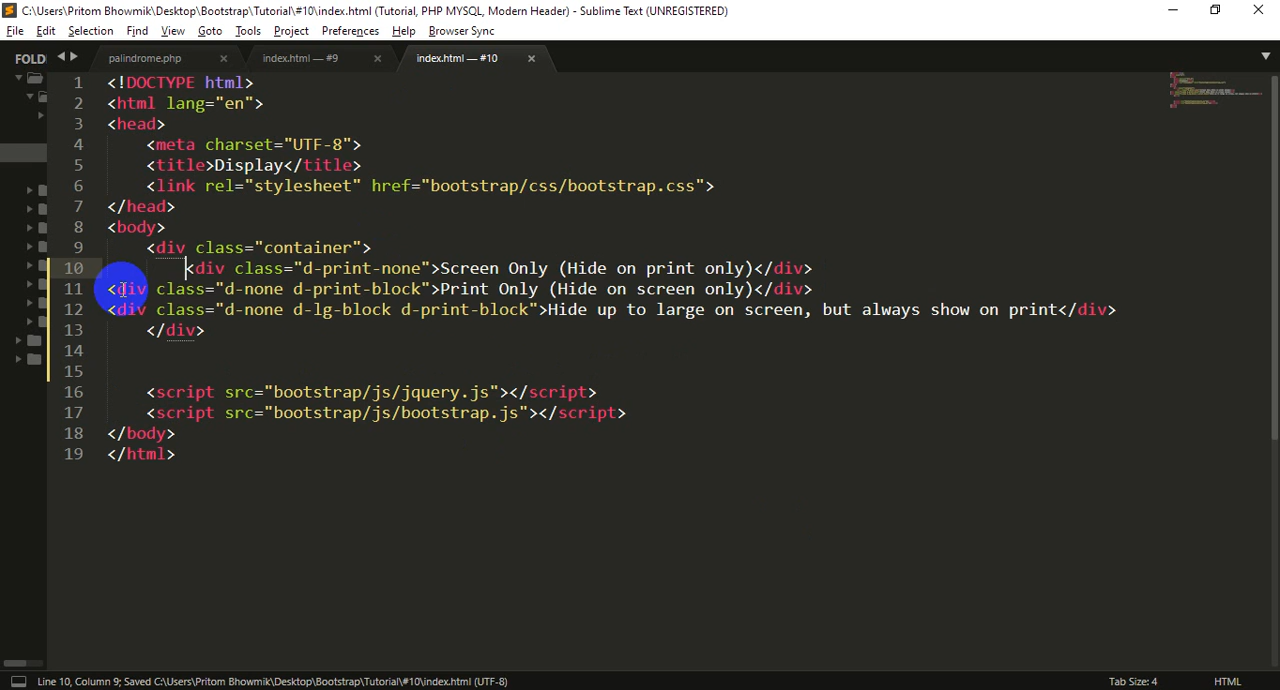 C:\Users\Pritom Bhowmik\Desktop\Bootstrap\Tutorial\#10\index.html (Tutorial, PHP MYSQL, Modern Header) - Sublime Text (UNREGISTERED)
File Edit Selection Find View Goto Tools Project Preferences Help Browser Sync
FOLD palindrome.php index.html — #9 index.html — #10
1 <!DOCTYPE html>
2 <html lang="en">
3 <head>
4 <meta charset="UTF-8">
5 <title>Display</title>
6 <link rel="stylesheet" href="bootstrap/css/bootstrap.css">
7 </head>
8 <body>
9 <div class="container">
10 <div class="d-print-none">Screen Only (Hide on print only)</div>
11 <div class="d-none d-print-block">Print Only (Hide on screen only)</div>
12 <div class="d-none d-lg-block d-print-block">Hide up to large on screen, but always show on print</div>
13 </div>
14
15
16 <script src="bootstrap/js/jquery.js"></script>
17 <script src="bootstrap/js/bootstrap.js"></script>
18 </body>
19 </html>
Line 10, Column 9; Saved C:\Users\Pritom Bhowmik\Desktop\Bootstrap\Tutorial\#10\index.html (UTF-8) Tab Size: 4 HTML